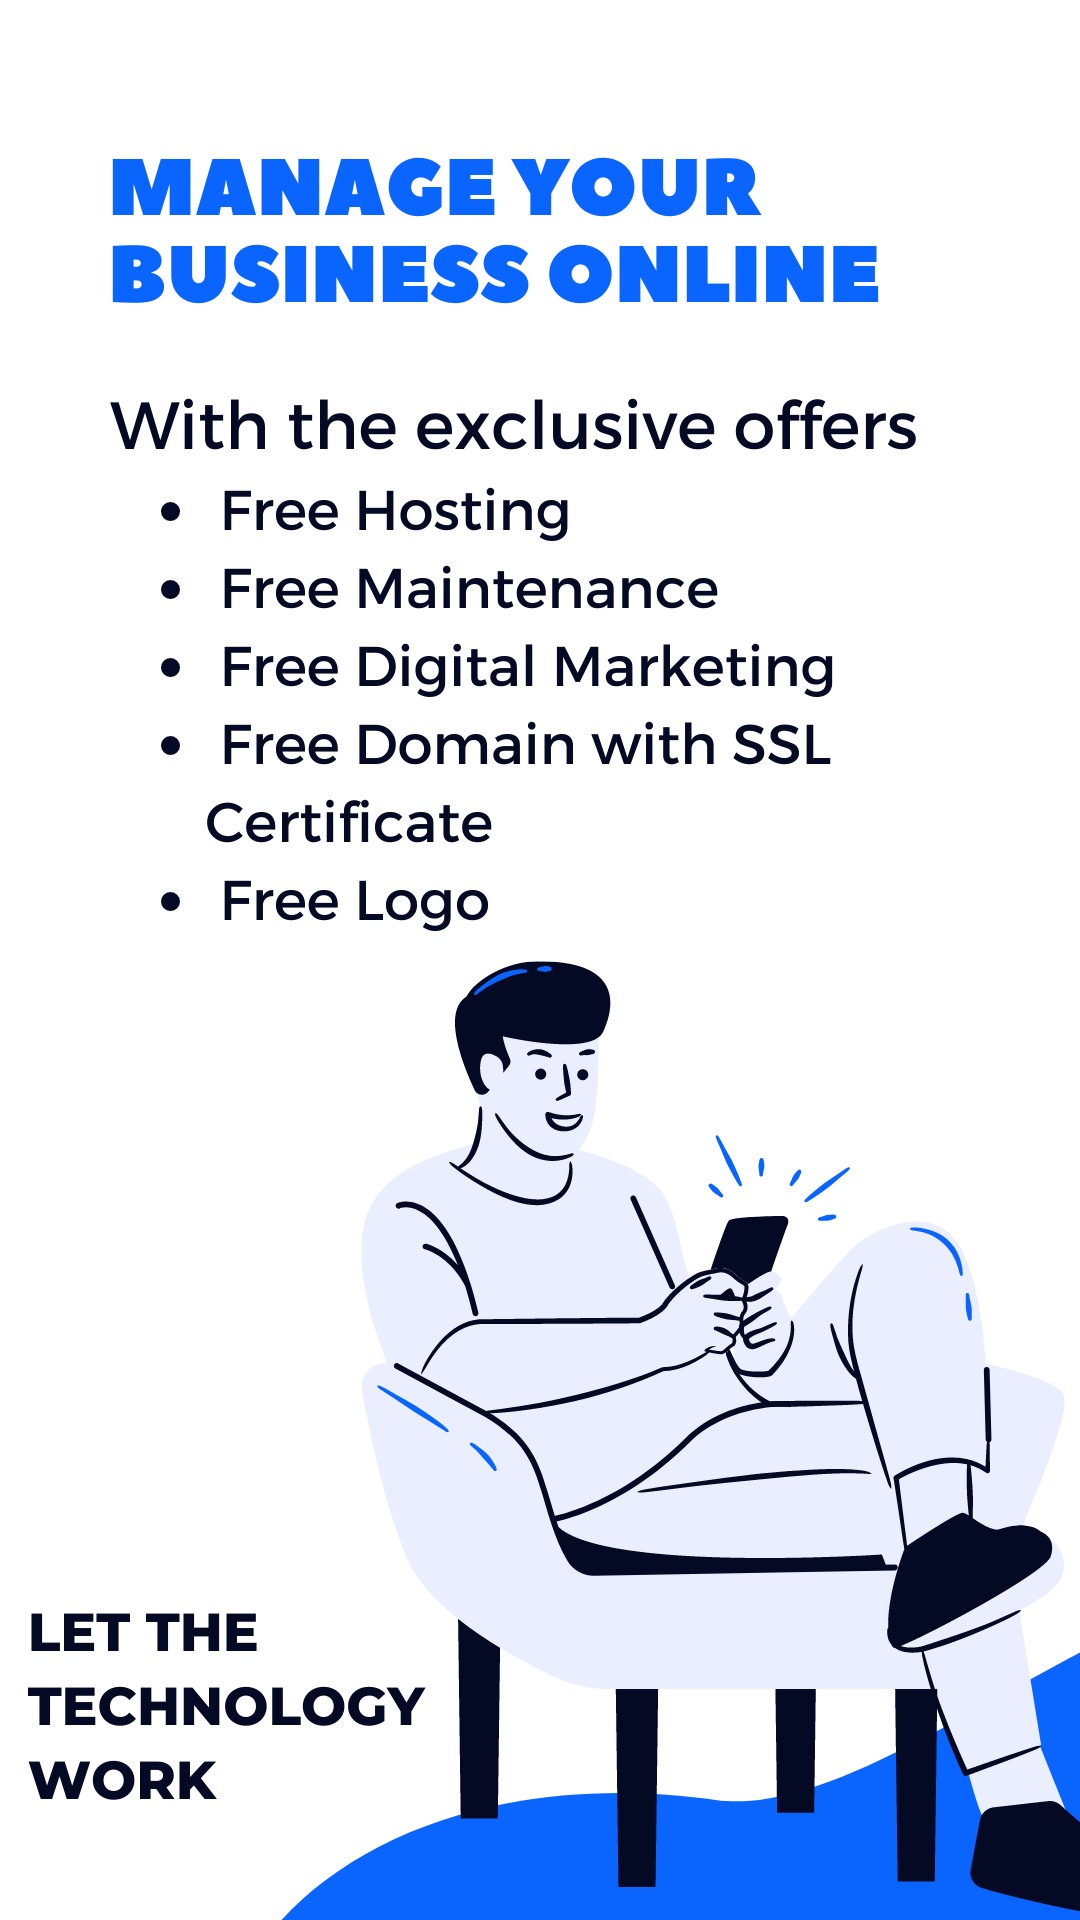 MANAGE YOUR
BUSINESS ONLINE
With the exclusive offers
• Free Hosting
• Free Maintenance
• Free Digital Marketing
• Free Domain with SSL
Certificate
• Free Logo
LET THE
TECHNOLOGY
WORK